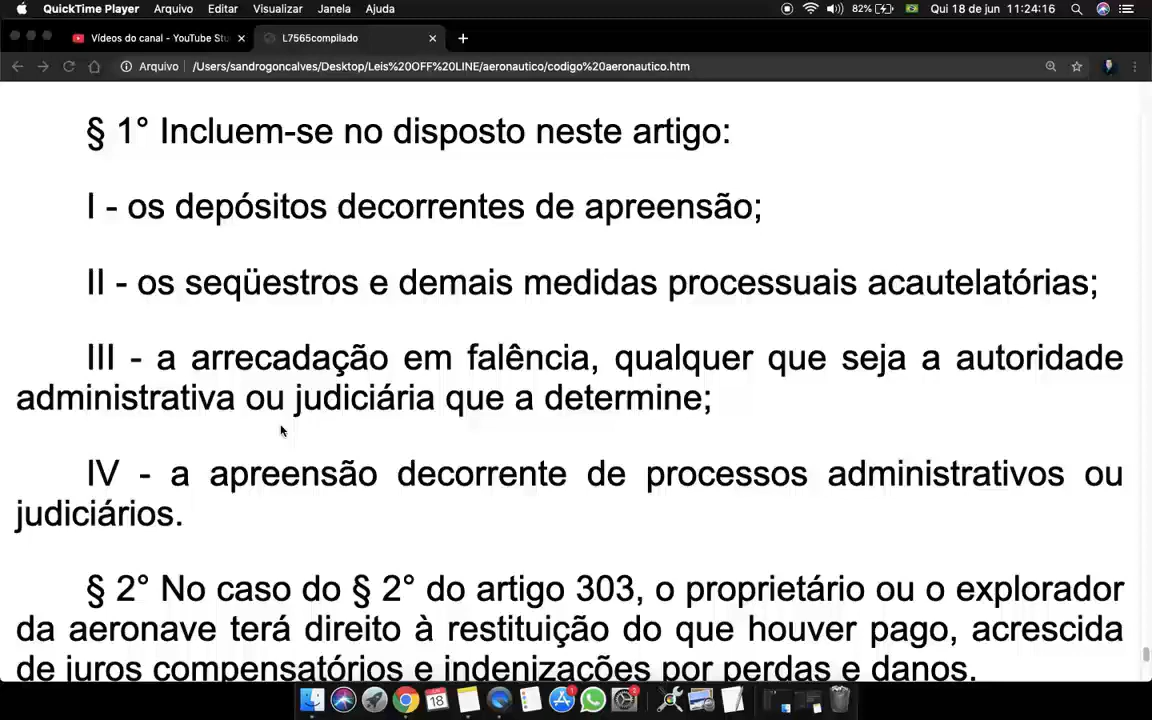 QuickTime Player Arquivo Editar Visualizar Janela Ajuda 82% Qui 18 de jun 11:24:16
Vídeos do canal - YouTube Stu L7565compilado
Arquivo /Users/sandrogoncalves/Desktop/Leis%20OFF%20LINE/aeronautico/codigo%20aeronautico.htm
§ 1° Incluem-se no disposto neste artigo:
I - os depósitos decorrentes de apreensão;
II - os seqüestros e demais medidas processuais acautelatórias;
III - a arrecadação em falência, qualquer que seja a autoridade
administrativa ou judiciária que a determine;
IV - a apreensão decorrente de processos administrativos ou
judiciários.
§ 2° No caso do § 2° do artigo 303, o proprietário ou o explorador
da aeronave terá direito à restituição do que houver pago, acrescida
de juros compensatórios e indenizações por perdas e danos.
18